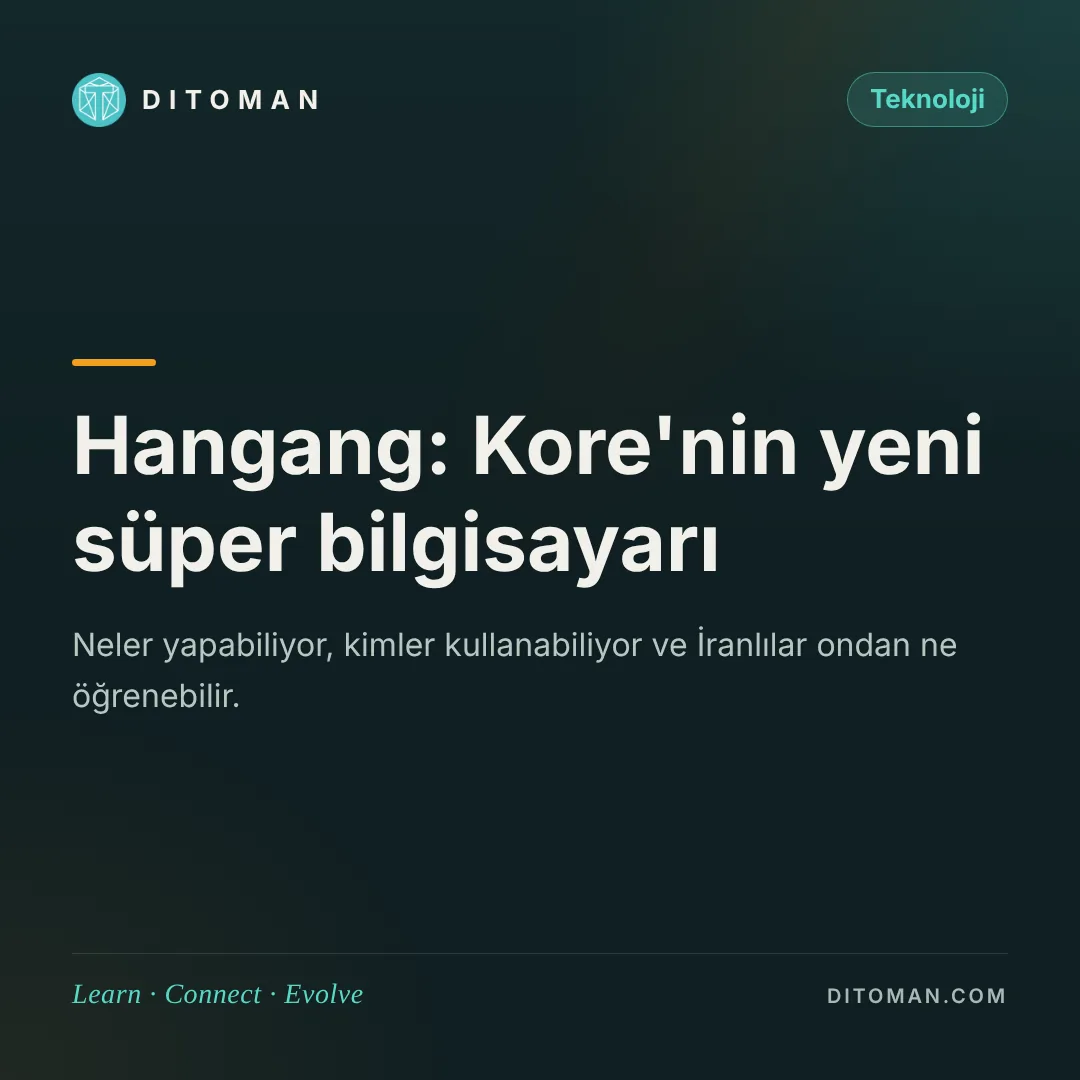 DITOMAN
Teknoloji
Hangang: Kore'nin yeni
süper bilgisayarı
Neler yapabiliyor, kimler kullanabiliyor ve İranlılar ondan ne
öğrenebilir.
Learn · Connect · Evolve
DITOMAN.COM